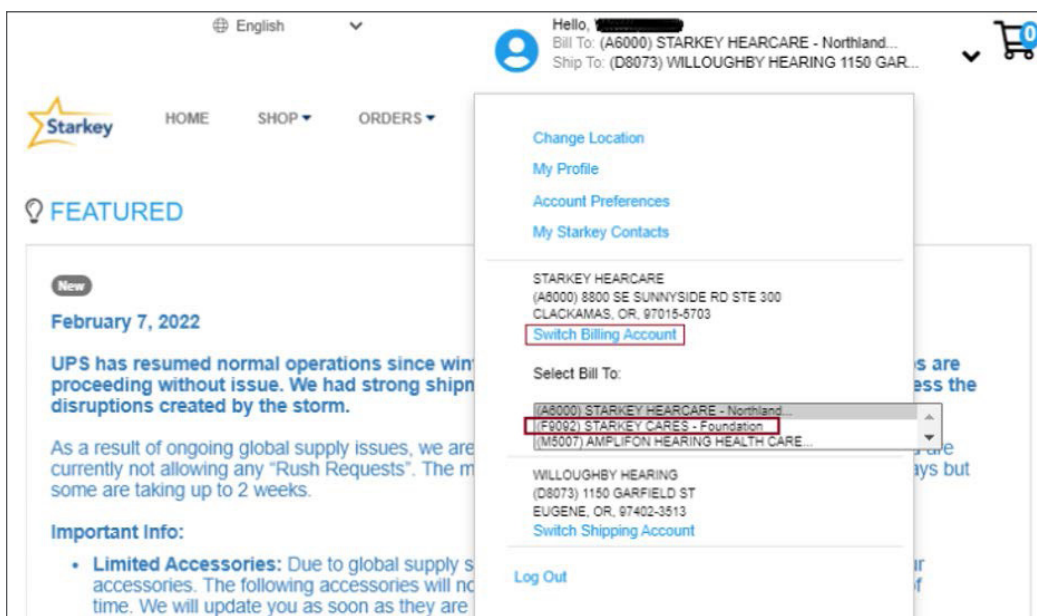 English
Hello,
Bill To: (A6000) STARKEY HEARCARE - Northland...
Ship To: (D8073) WILLOUGHBY HEARING 1150 GAR...
0
Starkey
HOME
SHOP
ORDERS
Change Location
My Profile
Account Preferences
My Starkey Contacts
STARKEY HEARCARE
(A6000) 8800 SE SUNNYSIDE RD STE 300
CLACKAMAS, OR, 97015-5703
Switch Billing Account
Select Bill To:
(A6000) STARKEY HEARCARE - Northland...
(F9092) STARKEY CARES - Foundation
(M5007) AMPLIFON HEARING HEALTH CARE...
WILLOUGHBY HEARING
(D8073) 1150 GARFIELD ST
EUGENE, OR, 97402-3513
Switch Shipping Account
Log Out
FEATURED
New
February 7, 2022
UPS has resumed normal operations since
proceeding without issue. We had strong
disruptions created by the storm.
are
the
As a result of ongoing global supply issues, we are
currently not allowing any "Rush Requests". The
some are taking up to 2 weeks.
but
Important Info:
• Limited Accessories: Due to global supply
accessories. The following accessories will
time. We will update you as soon as they are